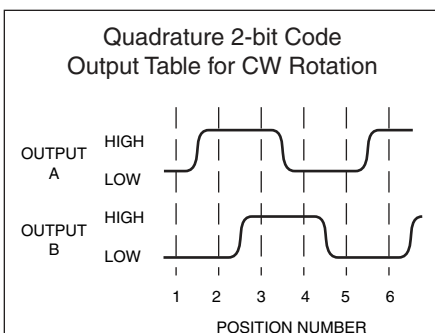 Quadrature 2-bit Code
Output Table for CW Rotation
OUTPUT A
HIGH
LOW
OUTPUT B
HIGH
LOW
1 2 3 4 5 6
POSITION NUMBER